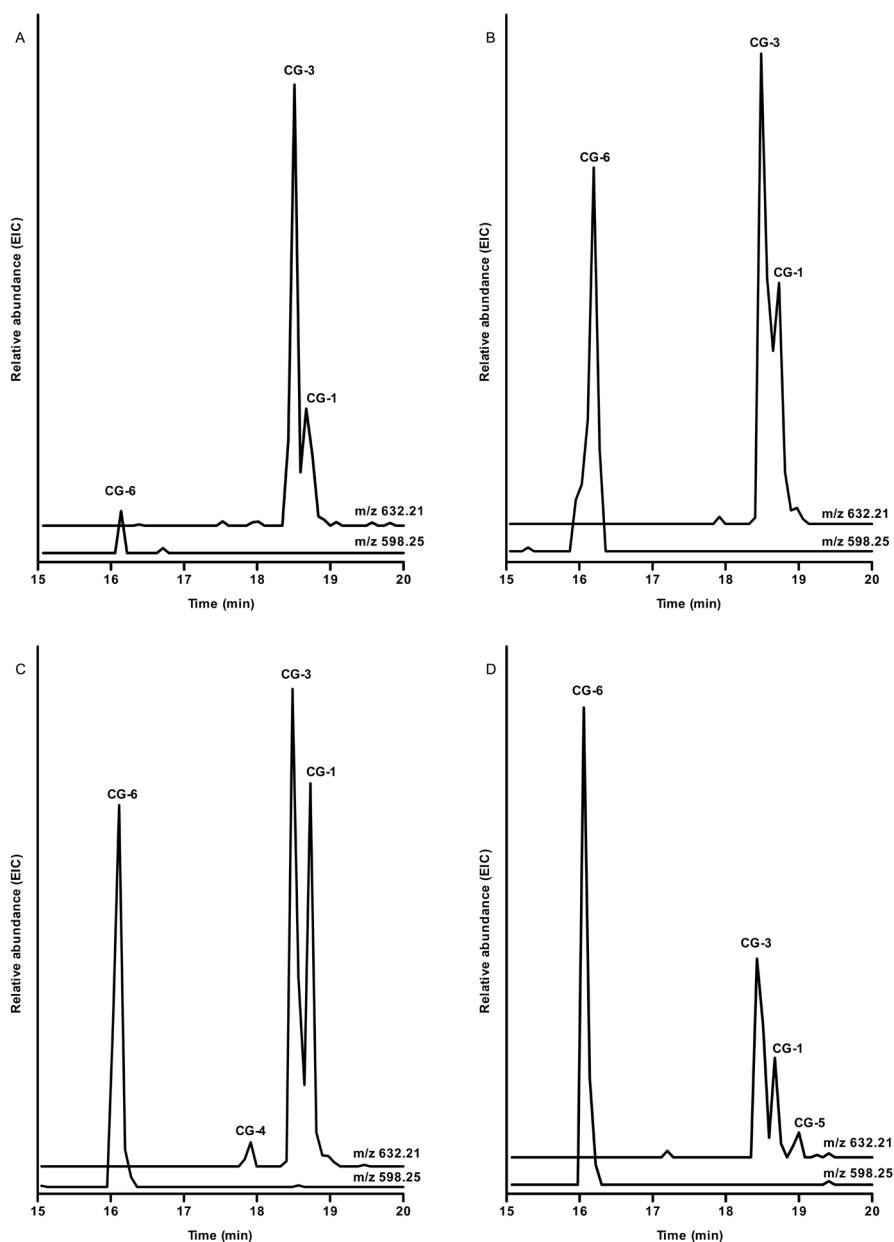 A
CG-3
CG-1
CG-6
m/z 632.21
m/z 598.25
15 16 17 18 19 20
Time (min)
Relative abundance (EIC)
B
CG-3
CG-6
CG-1
m/z 632.21
m/z 598.25
15 16 17 18 19 20
Time (min)
Relative abundance (EIC)
C
CG-3
CG-1
CG-6
CG-4
m/z 632.21
m/z 598.25
15 16 17 18 19 20
Time (min)
Relative abundance (EIC)
D
CG-6
CG-3
CG-1
CG-5
m/z 632.21
m/z 598.25
15 16 17 18 19 20
Time (min)
Relative abundance (EIC)